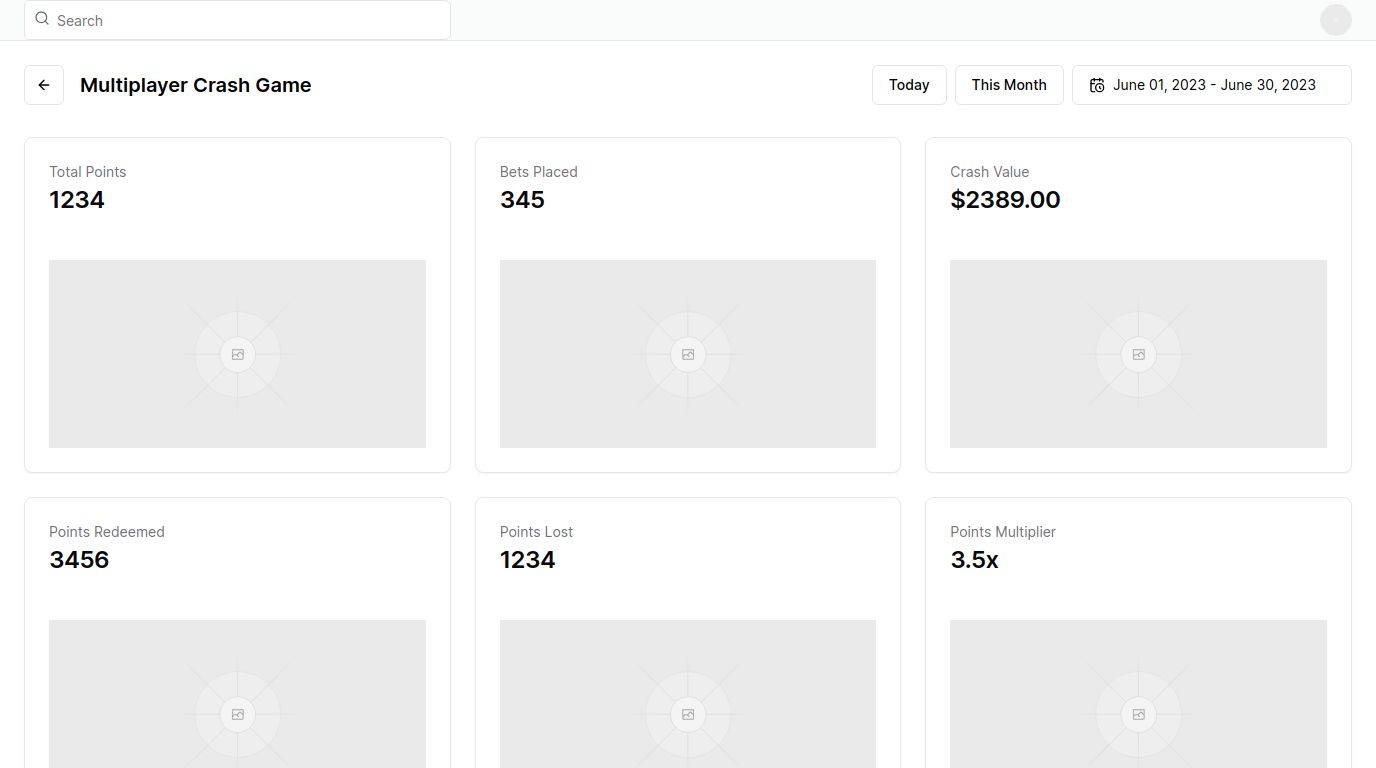 Search
Multiplayer Crash Game
Today
This Month
June 01, 2023 - June 30, 2023
Total Points
1234
Bets Placed
345
Crash Value
$2389.00
Points Redeemed
3456
Points Lost
1234
Points Multiplier
3.5x